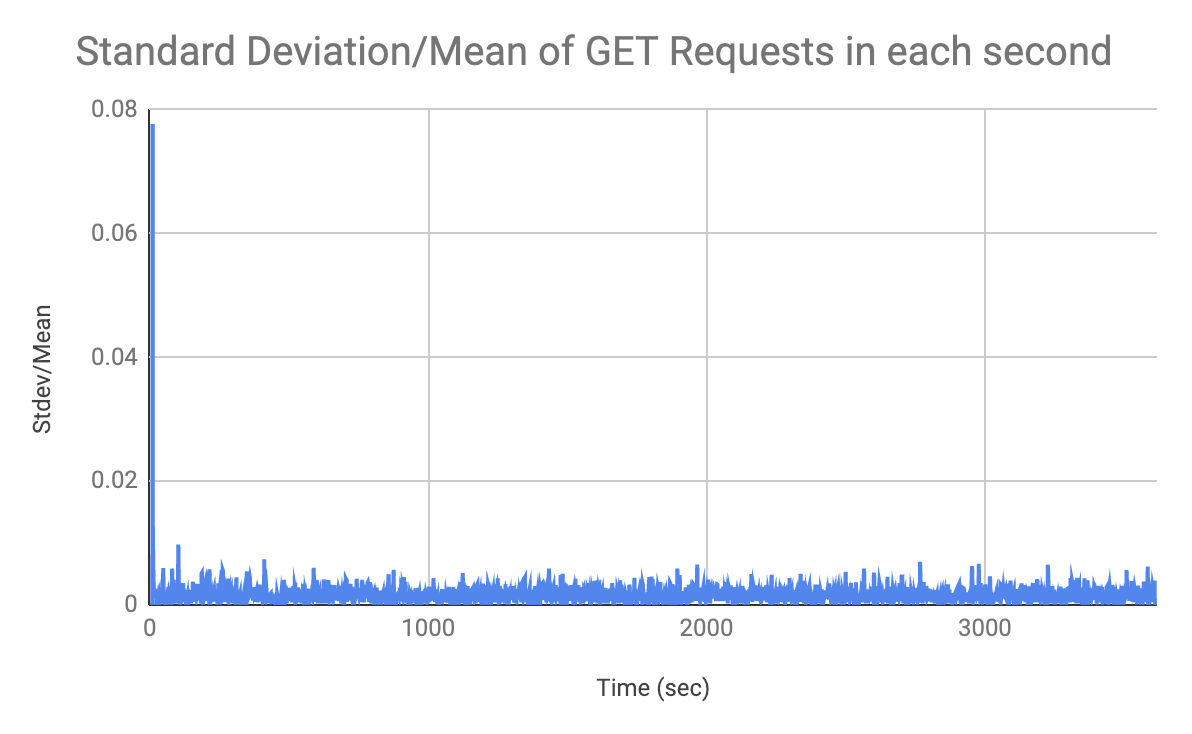 Standard Deviation/Mean of GET Requests in each second
0.08
0.06
0.04
0.02
0
Stdev/Mean
0 1000 2000 3000
Time (sec)